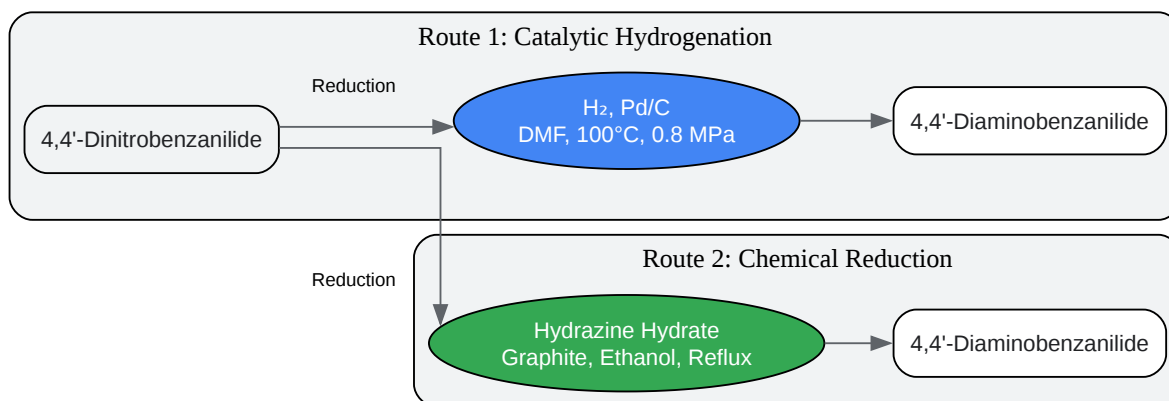 Route 1: Catalytic Hydrogenation
Reduction
4,4'-Dinitrobenzanilide
H₂, Pd/C
DMF, 100°C, 0.8 MPa
4,4'-Diaminobenzanilide
Route 2: Chemical Reduction
Reduction
Hydrazine Hydrate
Graphite, Ethanol, Reflux
4,4'-Diaminobenzanilide